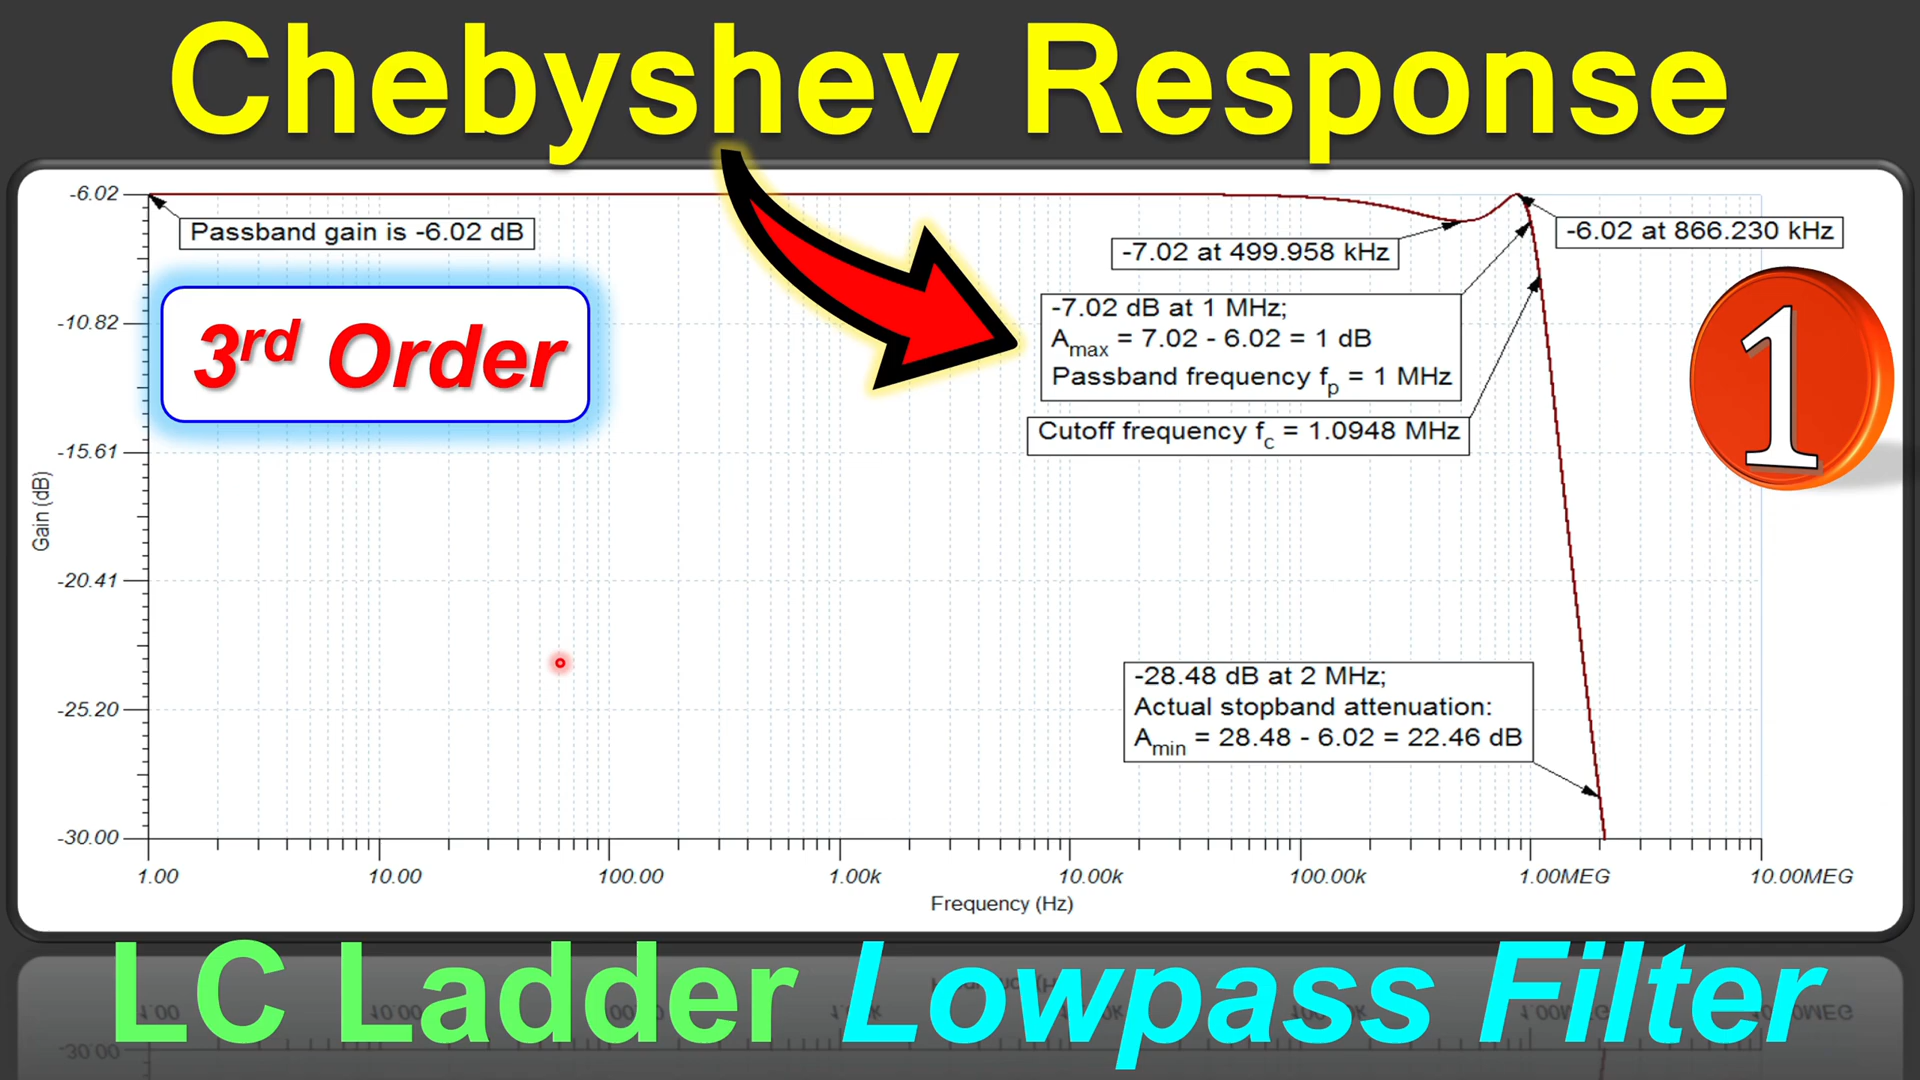 Chebyshev Response
-6.02
Passband gain is -6.02 dB
-6.02 at 866.230 kHz
-7.02 at 499.958 kHz
3rd Order
-7.02 dB at 1 MHz;
Amax = 7.02 - 6.02 = 1 dB
Passband frequency fp = 1 MHz
1
-10.82
Cutoff frequency fc = 1.0948 MHz
-15.61
Gain (dB)
-20.41
-28.48 dB at 2 MHz;
Actual stopband attenuation:
Amin = 28.48 - 6.02 = 22.46 dB
-25.20
-30.00
1.00 10.00 100.00 1.00k 10.00k 100.00k 1.00MEG 10.00MEG
Frequency (Hz)
LC Ladder Lowpass Filter